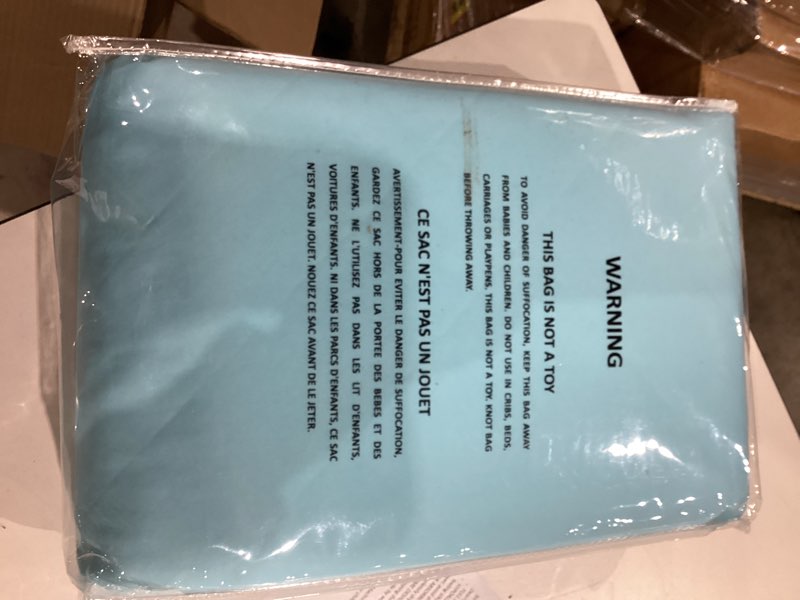 WARNING
THIS BAG IS NOT A TOY
TO AVOID DANGER OF SUFFOCATION, KEEP THIS BAG AWAY
FROM BABIES AND CHILDREN. DO NOT USE IN CRIBS, BEDS,
CARRIAGES OR PLAYPENS. THIS BAG IS NOT A TOY. KNOT BAG
BEFORE THROWING AWAY.
CE SAC N'EST PAS UN JOUET
AVERTISSEMENT-POUR EVITER LE DANGER DE SUFFOCATION,
GARDEZ CE SAC HORS DE LA PORTEE DES BEBES ET DES
ENFANTS. NE L'UTILISEZ PAS DANS LES LIT D'ENFANTS,
VOITURES D'ENFANTS. NI DANS LES PARCS D'ENFANTS, CE SAC
N'EST PAS UN JOUET. NOUEZ CE SAC AVANT DE LE JETER.